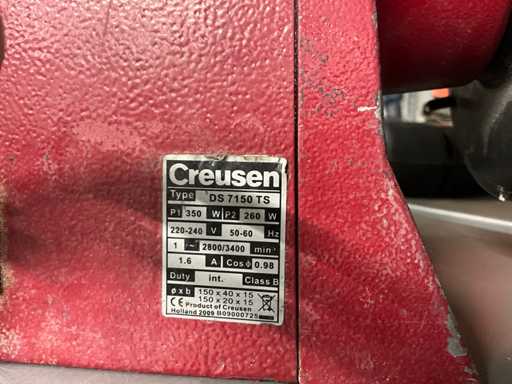 Creusen
Type DS 7150 TS
P1 350 W P2 260 W
220-240 V 50-60 Hz
1 ~ 2800/3400 min⁻¹
1.6 A Cosϕ 0.98
Duty int. Class B
ø x b 150 x 40 x 15
150 x 20 x 15
CE Product of Creusen
Holland 2009 B09000725